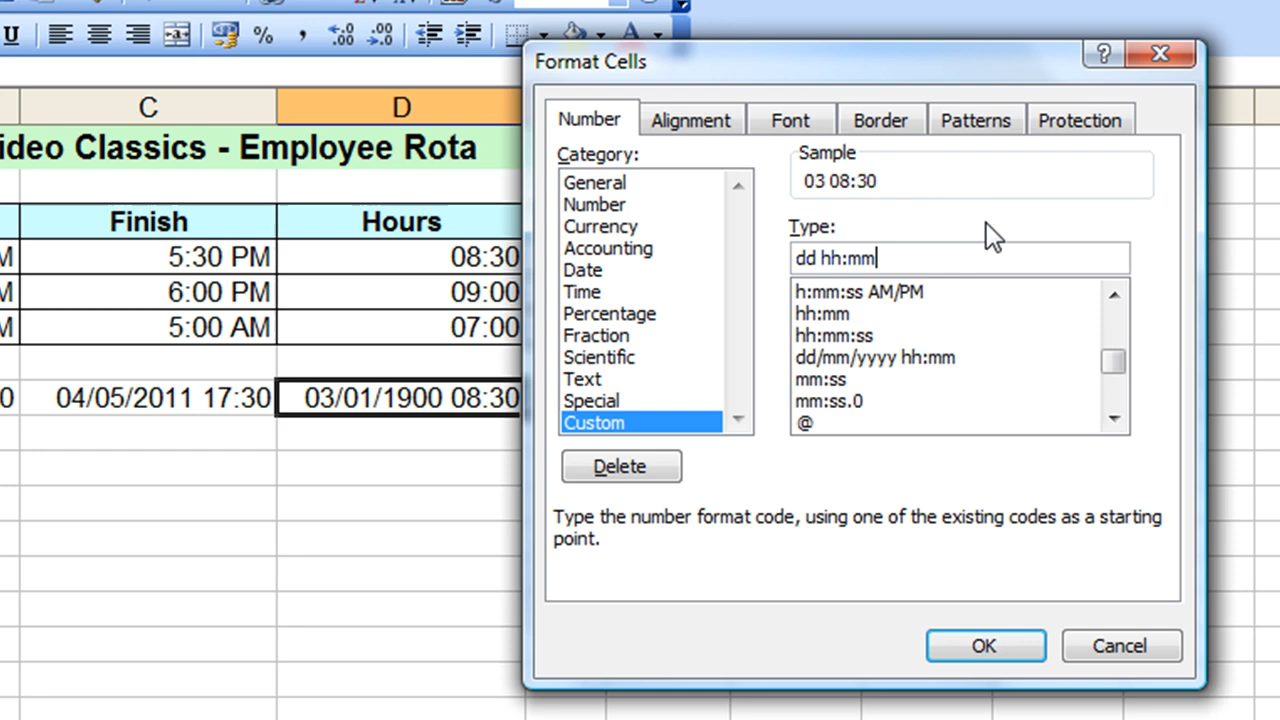 U % ,
Format Cells
C D
ideo Classics - Employee Rota
Finish Hours
M 5:30 PM 08:30
M 6:00 PM 09:00
M 5:00 AM 07:00
0 04/05/2011 17:30 03/01/1900 08:30
Number Alignment Font Border Patterns Protection
Category:
General
Number
Currency
Accounting
Date
Time
Percentage
Fraction
Scientific
Text
Special
Custom
Sample
03 08:30
Type:
dd hh:mm
h:mm:ss AM/PM
hh:mm
hh:mm:ss
dd/mm/yyyy hh:mm
mm:ss
mm:ss.0
@
Delete
Type the number format code, using one of the existing codes as a starting
point.
OK Cancel